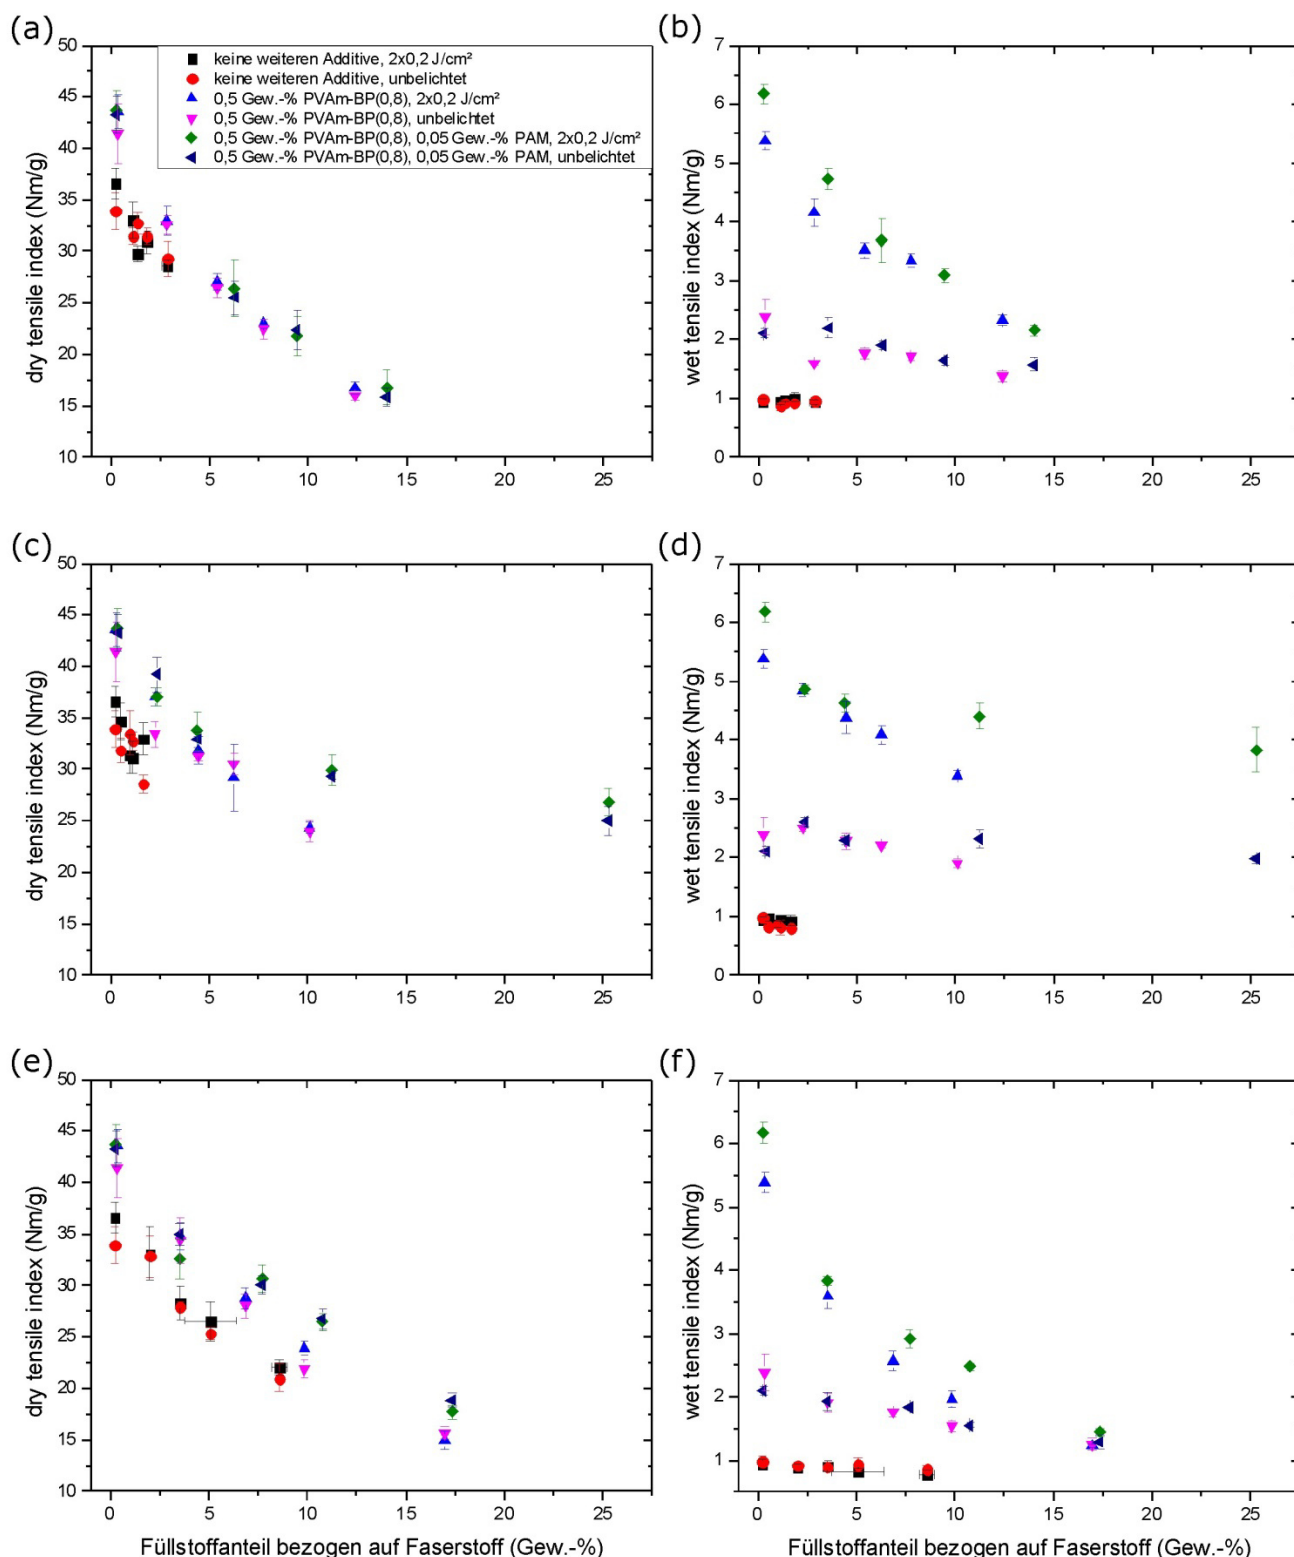 (a)
50
45
40
35
30
25
20
15
10
dry tensile index (Nm/g)
keine weiteren Additive, 2x0,2 J/cm²
keine weiteren Additive, unbelichtet
0,5 Gew.-% PVAm-BP(0,8), 2x0,2 J/cm²
0,5 Gew.-% PVAm-BP(0,8), unbelichtet
0,5 Gew.-% PVAm-BP(0,8), 0,05 Gew.-% PAM, 2x0,2 J/cm²
0,5 Gew.-% PVAm-BP(0,8), 0,05 Gew.-% PAM, unbelichtet
0 5 10 15 20 25
(b)
7
6
5
4
3
2
1
0
wet tensile index (Nm/g)
0 5 10 15 20 25
(c)
50
45
40
35
30
25
20
15
10
dry tensile index (Nm/g)
0 5 10 15 20 25
(d)
7
6
5
4
3
2
1
0
wet tensile index (Nm/g)
0 5 10 15 20 25
(e)
50
45
40
35
30
25
20
15
10
dry tensile index (Nm/g)
0 5 10 15 20 25
Füllstoffanteil bezogen auf Faserstoff (Gew.-%)
(f)
7
6
5
4
3
2
1
wet tensile index (Nm/g)
0 5 10 15 20 25
Füllstoffanteil bezogen auf Faserstoff (Gew.-%)